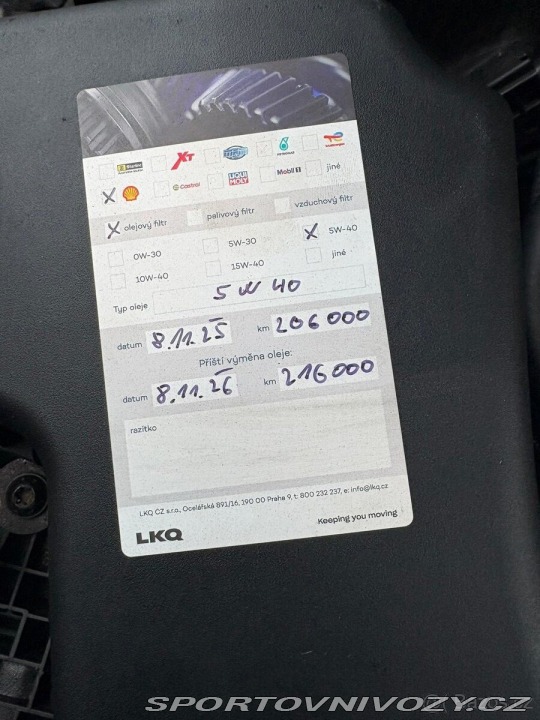 XT
PETRONAS
X
Castrol
LIQUI MOLY
Mobil 1
jiné
X olejový filtr
palivový filtr
vzduchový filtr
0W-30
5W-30
X 5W-40
10W-40
15W-40
jiné
Typ oleje 5W40
datum 8.11.25 km 206000
Příští výměna oleje:
datum 8.11.26 km 216000
razítko
LKQ CZ s.r.o., Ocelářská 891/16, 190 00 Praha 9, t: 800 232 237, e: info@lkq.cz
LKQ
Keeping you moving
SPORTOVNIVOZY.CZ